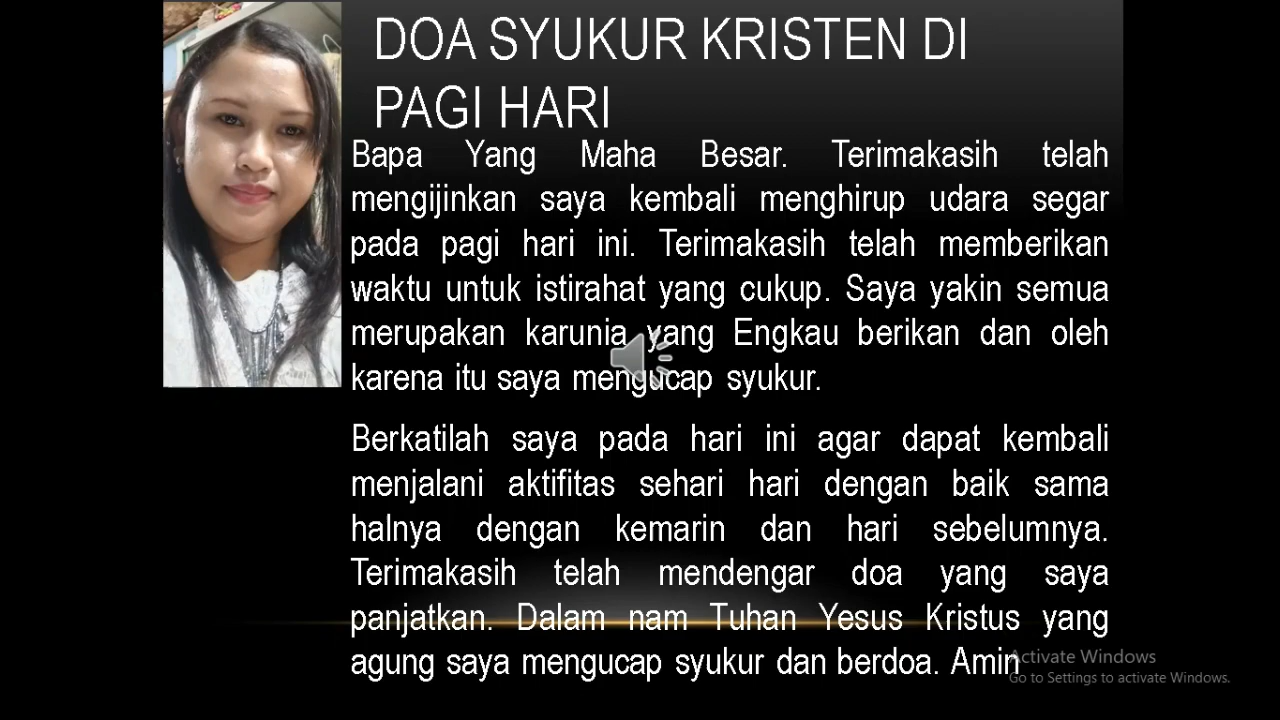 DOA SYUKUR KRISTEN DI
PAGI HARI
Bapa Yang Maha Besar. Terimakasih telah
mengijinkan saya kembali menghirup udara segar
pada pagi hari ini. Terimakasih telah memberikan
waktu untuk istirahat yang cukup. Saya yakin semua
merupakan karunia yang Engkau berikan dan oleh
karena itu saya mengucap syukur.
Berkatilah saya pada hari ini agar dapat kembali
menjalani aktifitas sehari hari dengan baik sama
halnya dengan kemarin dan hari sebelumnya.
Terimakasih telah mendengar doa yang saya
panjatkan. Dalam nam Tuhan Yesus Kristus yang
agung saya mengucap syukur dan berdoa. Amin
Activate Windows
Go to Settings to activate Windows.